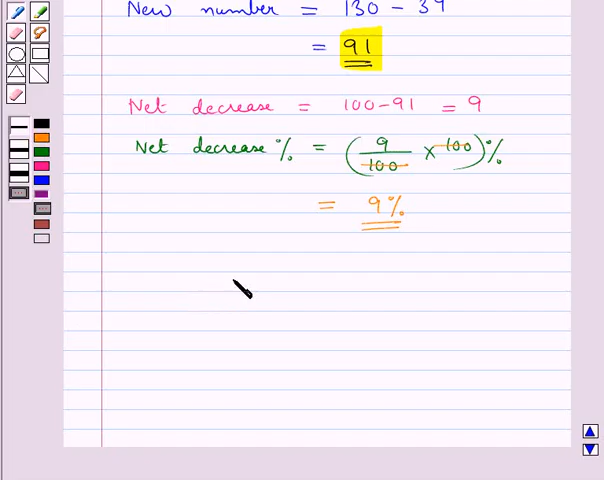 New number = 130 - 39
= 91
Net decrease = 100-91 = 9
Net decrease % = (9/100 × 100)%
= 9%